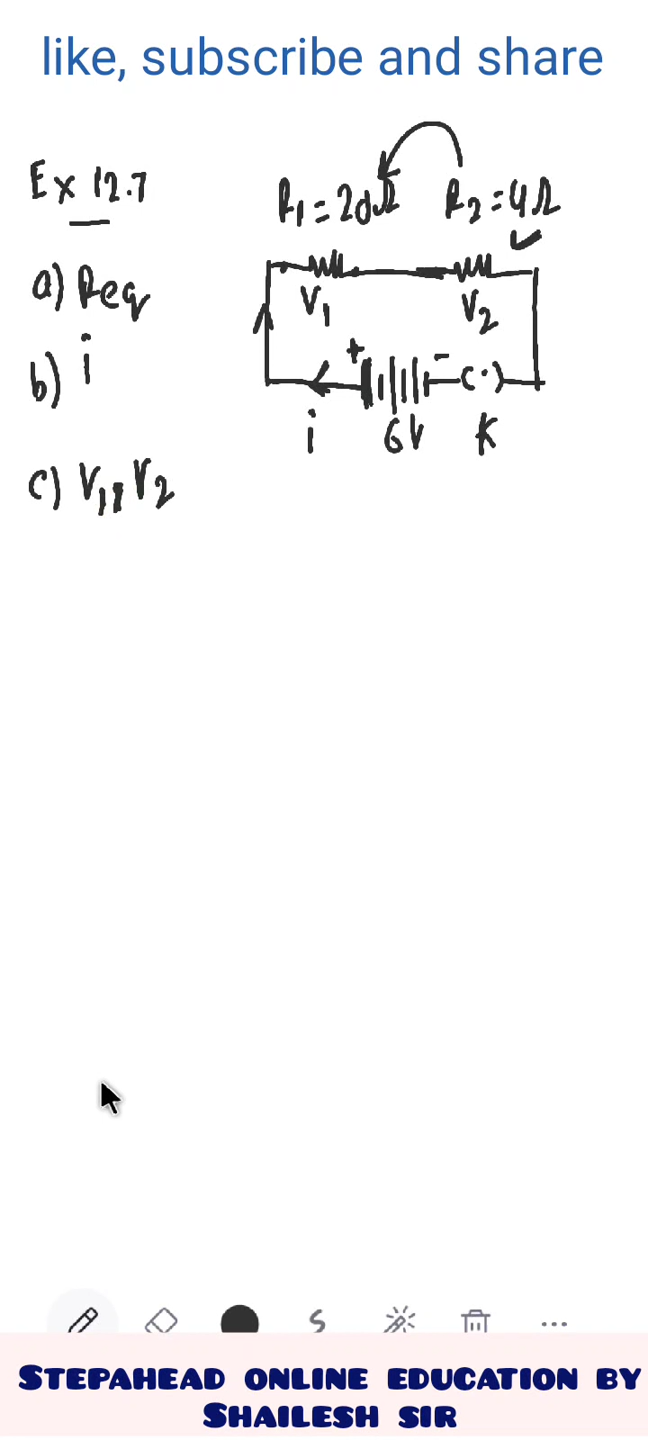 like, subscribe and share
Ex 12.7
R₁ = 20Ω R₂ = 4Ω
a) Req
V₁ V₂
b) i
+ - (·)
i 6V K
c) V₁, V₂
STEPAHEAD ONLINE EDUCATION BY
SHAILESH SIR